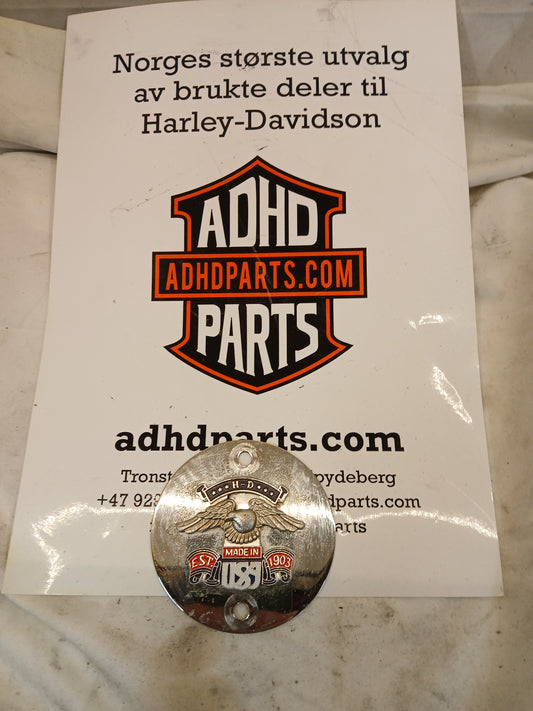 Norges største utvalg
av brukte deler til
Harley-Davidson
ADHD
ADHDPARTS.COM
PARTS
adhdparts.com
H-D
MADE IN
EST. 1903
USA